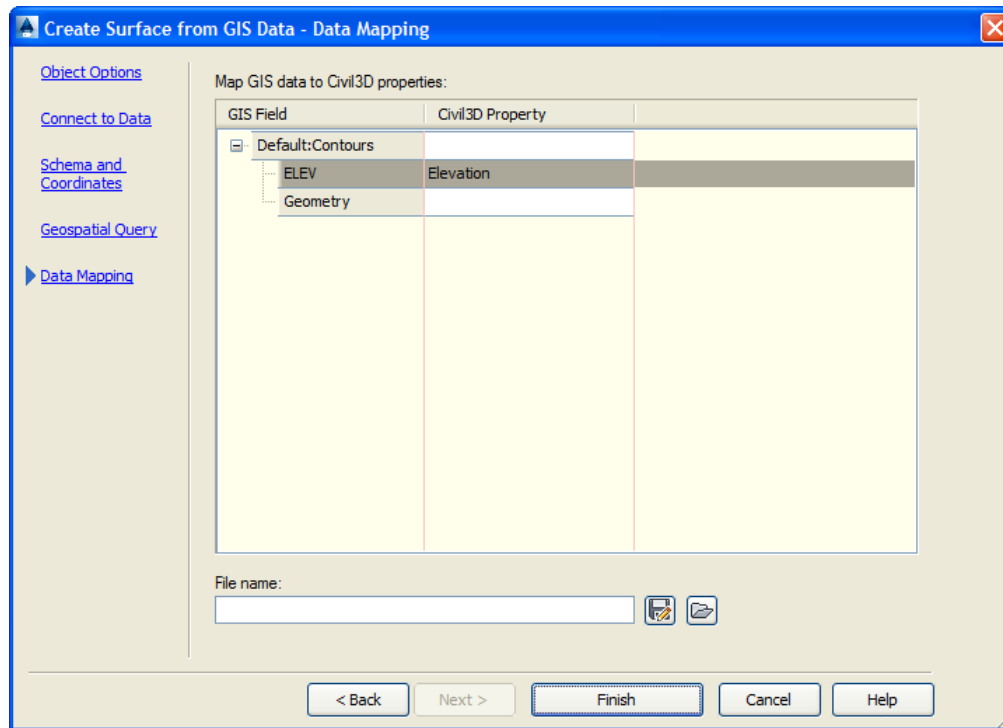 Create Surface from GIS Data - Data Mapping
Object Options
Connect to Data
Schema and
Coordinates
Geospatial Query
Data Mapping
Map GIS data to Civil3D properties:
GIS Field Civil3D Property
Default:Contours
ELEV Elevation
Geometry
File name:
< Back Next > Finish Cancel Help